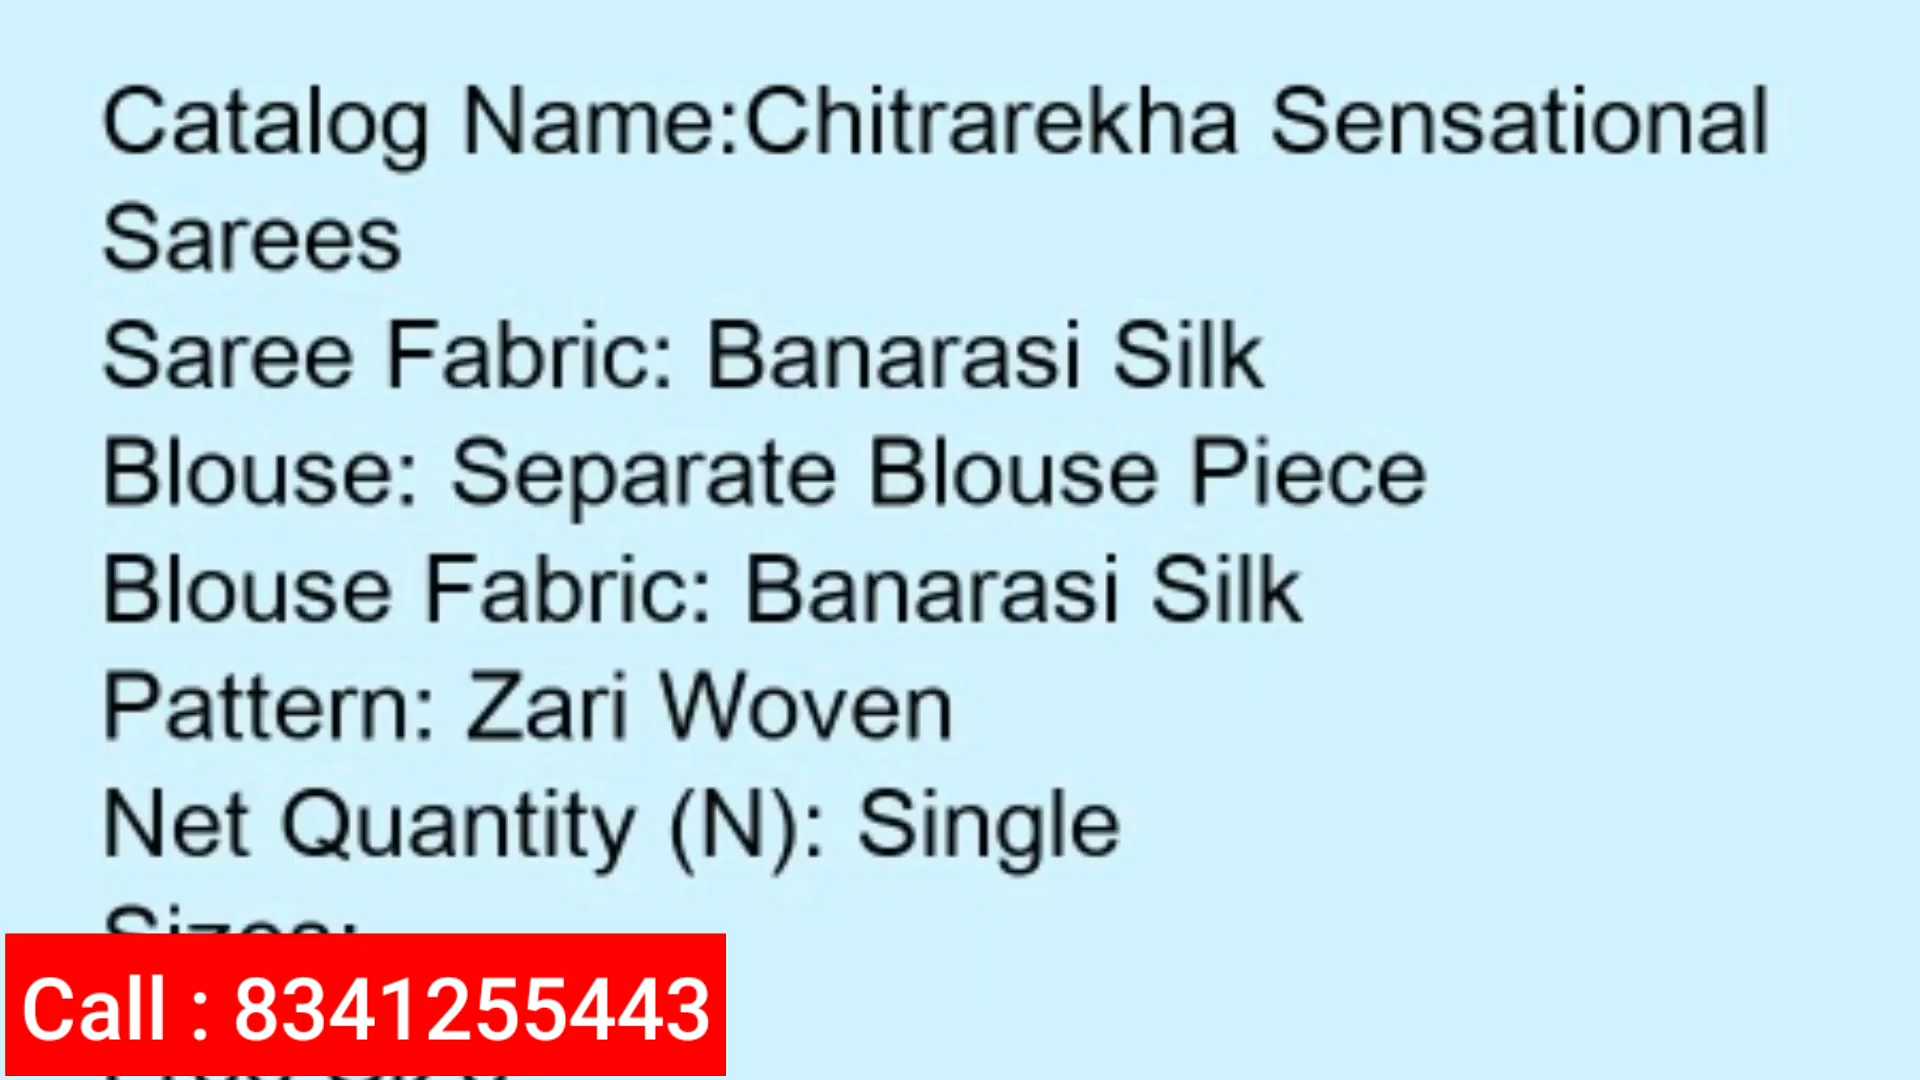 Catalog Name:Chitrarekha Sensational
Sarees
Saree Fabric: Banarasi Silk
Blouse: Separate Blouse Piece
Blouse Fabric: Banarasi Silk
Pattern: Zari Woven
Net Quantity (N): Single
Sizes:
Call : 8341255443